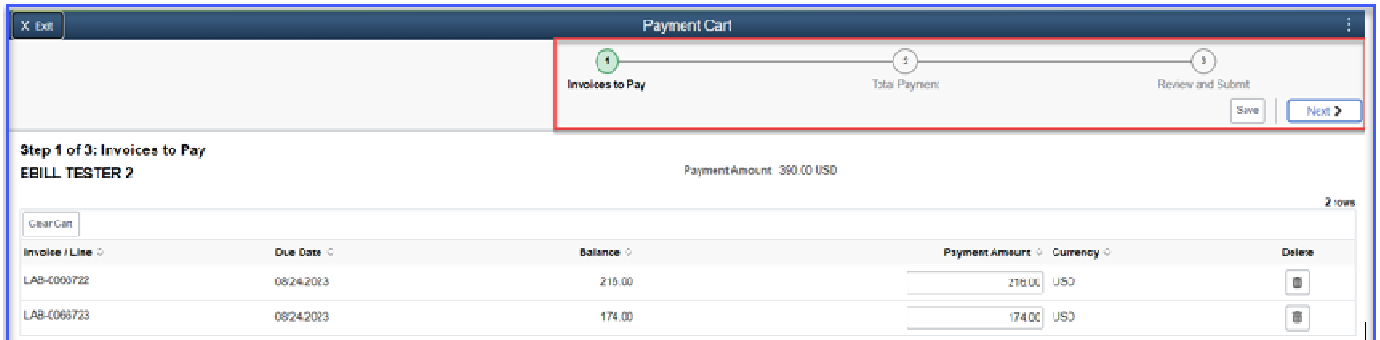 X Exit
Payment Cart
1
2
3
Invoices to Pay
Total Payment
Review and Submit
Save
Next
Step 1 of 3: Invoices to Pay
EBILL TESTER 2
Payment Amount 390.00 USD
2 rows
Clear Cart
Invoice / Line Due Date Balance Payment Amount Currency Delete
08/24/2023 216.00 216.00 USD
LAB-0066723 08/24/2023 174.00 174.00 USD